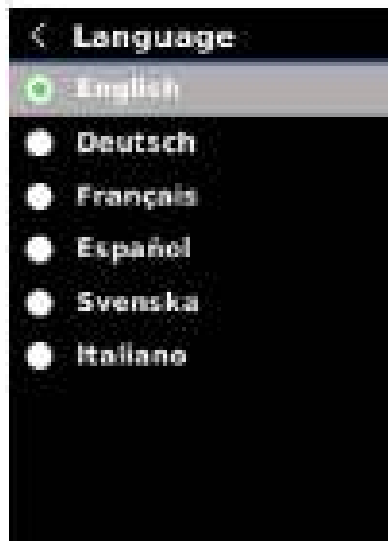 Language
English
Deutsch
Français
Español
Svenska
Italiano